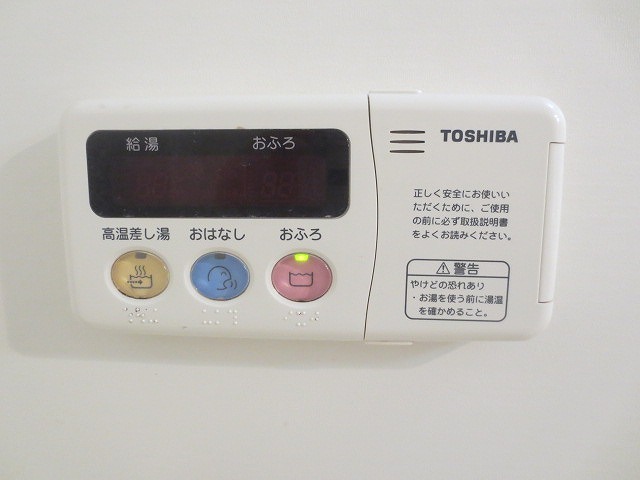 給湯 おふろ
高温差し湯 おはなし おふろ
TOSHIBA
正しく安全にお使いい
ただくために、ご使用
の前に必ず取扱説明書
をよくお読みください。
⚠警告
やけどの恐れあり
・お湯を使う前に湯温
を確かめること。